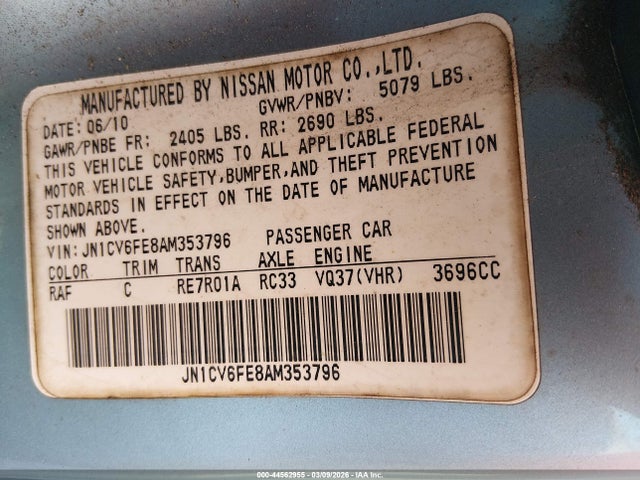 MANUFACTURED BY NISSAN MOTOR CO.,LTD.
DATE: 06/10 GVWR/PNBV: 5079 LBS.
GAWR/PNBE FR: 2405 LBS. RR: 2690 LBS.
THIS VEHICLE CONFORMS TO ALL APPLICABLE FEDERAL
MOTOR VEHICLE SAFETY,BUMPER,AND THEFT PREVENTION
STANDARDS IN EFFECT ON THE DATE OF MANUFACTURE
SHOWN ABOVE.
VIN:JN1CV6FE8AM353796 PASSENGER CAR
COLOR TRIM TRANS AXLE ENGINE
RAF C RE7R01A RC33 VQ37(VHR) 3696CC
JN1CV6FE8AM353796
000-44562955 - 03/09/2026 - IAA Inc.